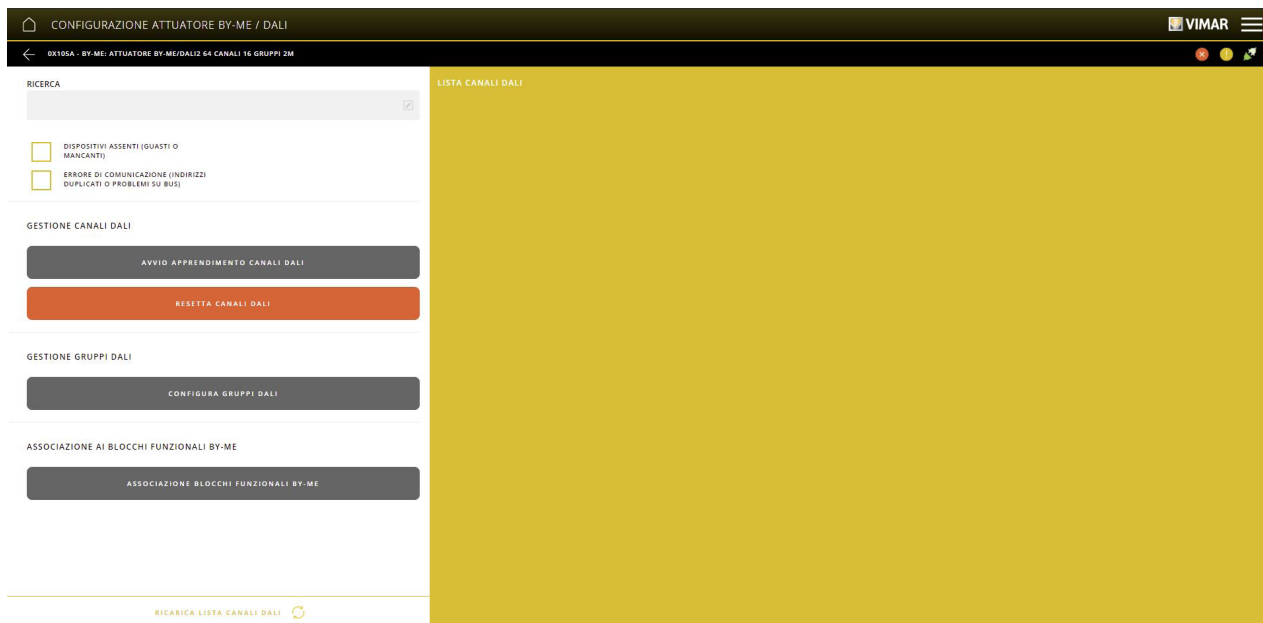 CONFIGURAZIONE ATTUATORE BY-ME / DALI
VIMAR
0X105A - BY-ME: ATTUATORE BY-ME/DALI2 64 CANALI 16 GRUPPI 2M
RICERCA
LISTA CANALI DALI
DISPOSITIVI ASSENTI (GUASTI O
MANCANTI)
ERRORE DI COMUNICAZIONE (INDIRIZZI
DUPLICATI O PROBLEMI SU BUS)
GESTIONE CANALI DALI
AVVIO APPRENDIMENTO CANALI DALI
RESETTA CANALI DALI
GESTIONE GRUPPI DALI
CONFIGURA GRUPPI DALI
ASSOCIAZIONE AI BLOCCHI FUNZIONALI BY-ME
ASSOCIAZIONE BLOCCHI FUNZIONALI BY-ME
RICARICA LISTA CANALI DALI